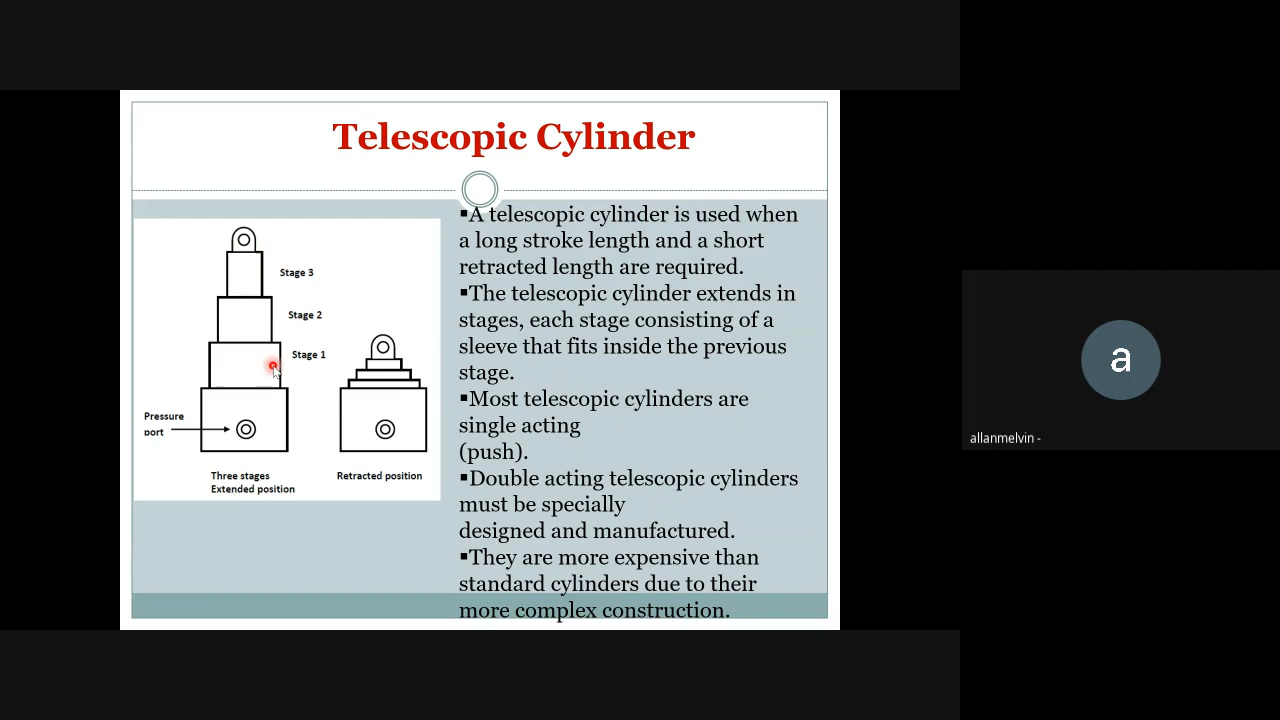 Telescopic Cylinder
Stage 3
Stage 2
Stage 1
Pressure
port
Three stages
Extended position
Retracted position
▪A telescopic cylinder is used when
a long stroke length and a short
retracted length are required.
▪The telescopic cylinder extends in
stages, each stage consisting of a
sleeve that fits inside the previous
stage.
▪Most telescopic cylinders are
single acting
(push).
▪Double acting telescopic cylinders
must be specially
designed and manufactured.
▪They are more expensive than
standard cylinders due to their
more complex construction.
a
allanmelvin -